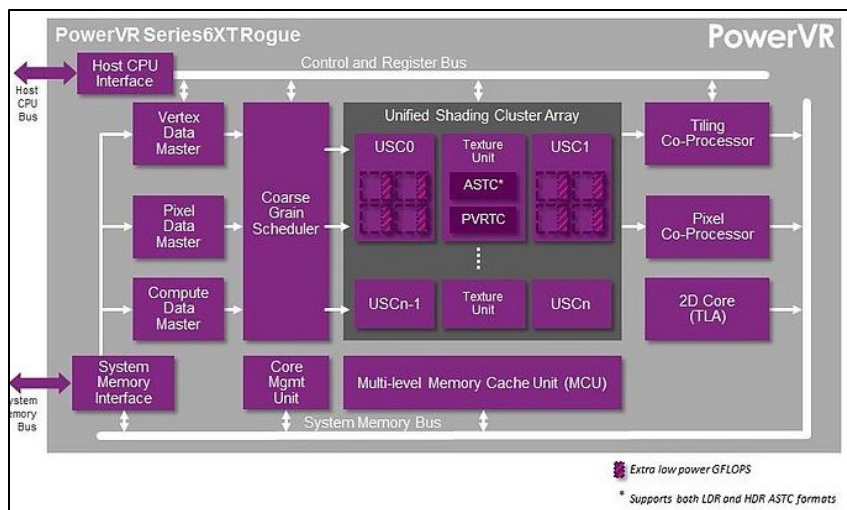 PowerVR Series6XT Rogue
PowerVR
Host CPU
Interface
Control and Register Bus
Host
CPU
Bus
Vertex
Data
Master
Pixel
Data
Master
Compute
Data
Master
Coarse
Grain
Scheduler
Unified Shading Cluster Array
USC0
Texture
Unit
ASTC*
PVRTC
USC1
USCn-1
Texture
Unit
USCn
Tiling
Co-Processor
Pixel
Co-Processor
2D Core
(TLA)
System
Memory
Interface
Core
Mgmt
Unit
Multi-level Memory Cache Unit (MCU)
System Memory Bus
ystem
emory
Bus
Extra low power GFLOPS
* Supports both LDR and HDR ASTC formats